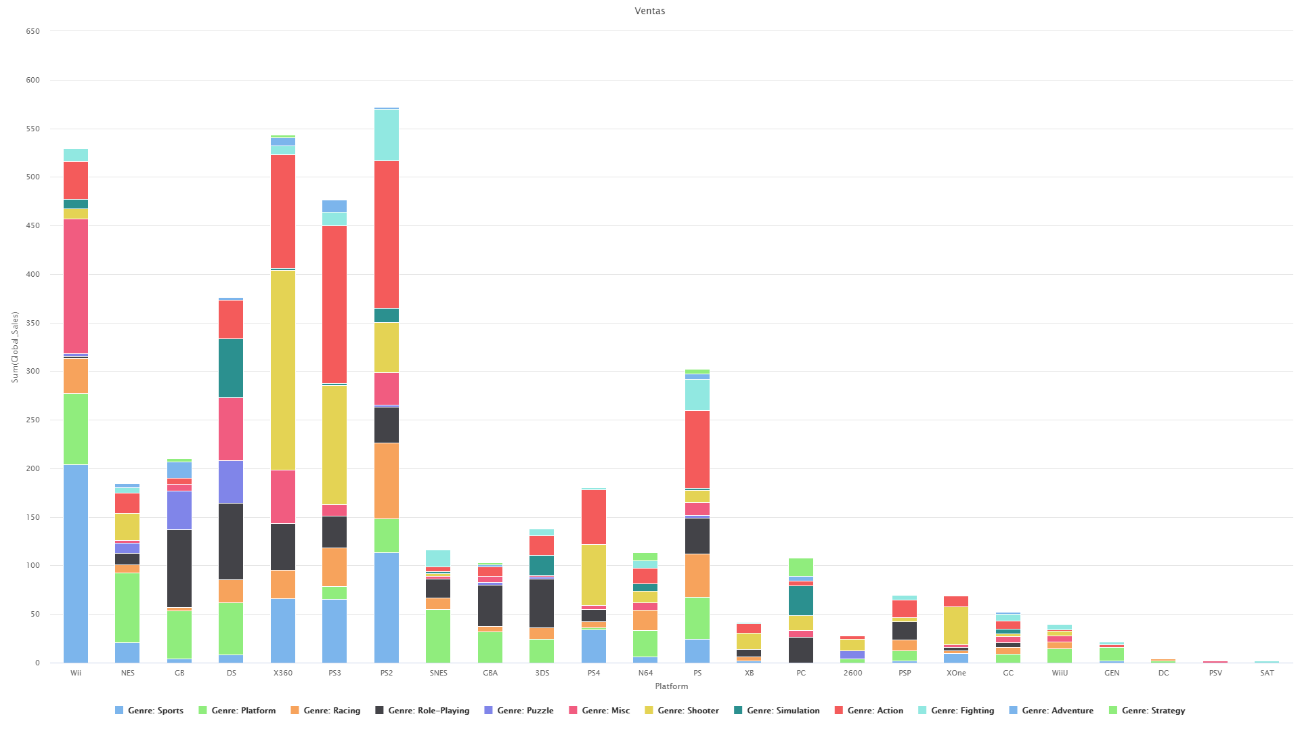 Ventas
650
600
550
500
450
400
350
300
250
200
150
100
50
0
Sum(Global_Sales)
Wii NES GB DS X360 PS3 PS2 SNES GBA 3DS PS4 N64 PS XB PC 2600 PSP XOne GC WiiU GEN DC PSV SAT
Platform
Genre: Sports Genre: Platform Genre: Racing Genre: Role-Playing Genre: Puzzle Genre: Misc Genre: Shooter Genre: Simulation Genre: Action Genre: Fighting Genre: Adventure Genre: Strategy